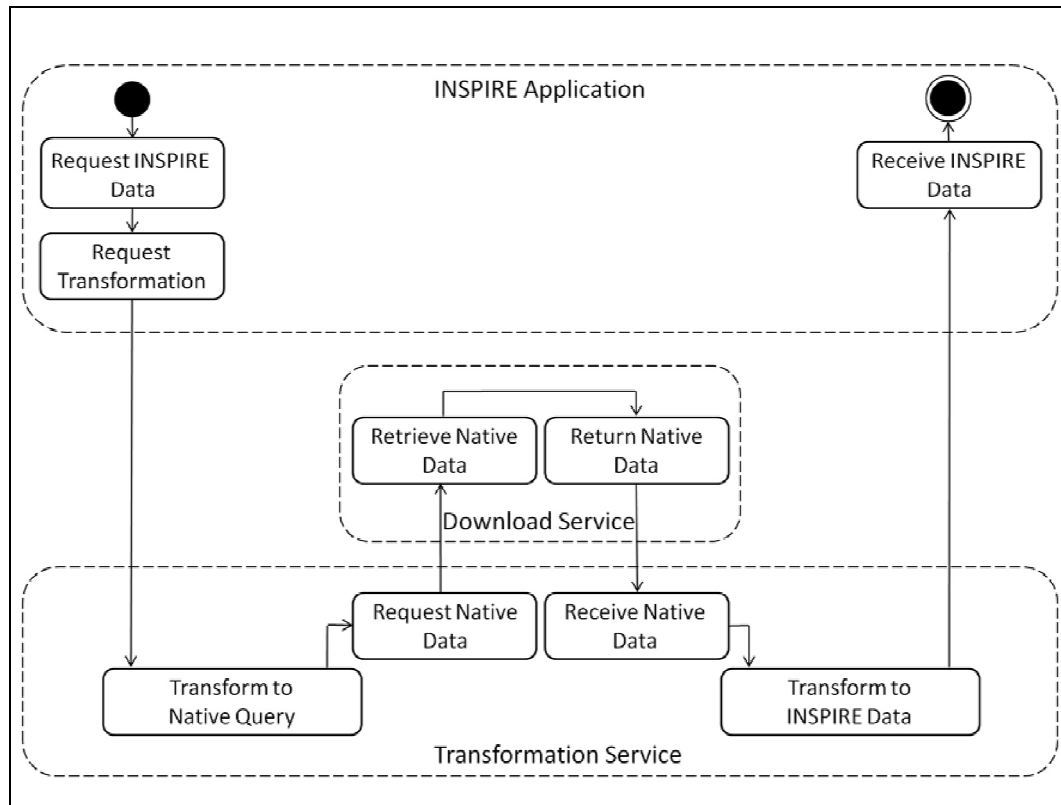 INSPIRE Application
Request INSPIRE
Data
Receive INSPIRE
Data
Request
Transformation
Retrieve Native
Data
Return Native
Data
Download Service
Request Native
Data
Receive Native
Data
Transform to
Native Query
Transform to
INSPIRE Data
Transformation Service